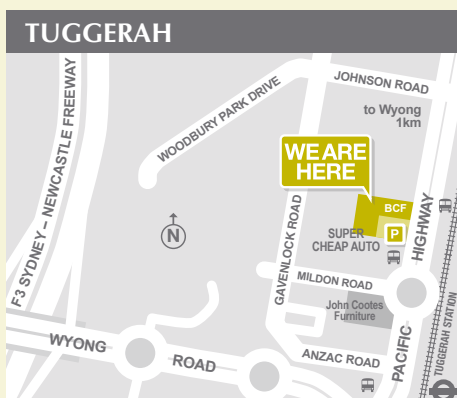 TUGGERAH
JOHNSON ROAD
to Wyong
1km
WOODBURY PARK DRIVE
F3 SYDNEY – NEWCASTLE FREEWAY
WE ARE
HERE
BCF
P
SUPER
CHEAP AUTO
HIGHWAY
GAVENLOCK ROAD
N
MILDON ROAD
John Cootes
Furniture
WYONG
ROAD
ANZAC ROAD
PACIFIC
TUGGERAH STATION